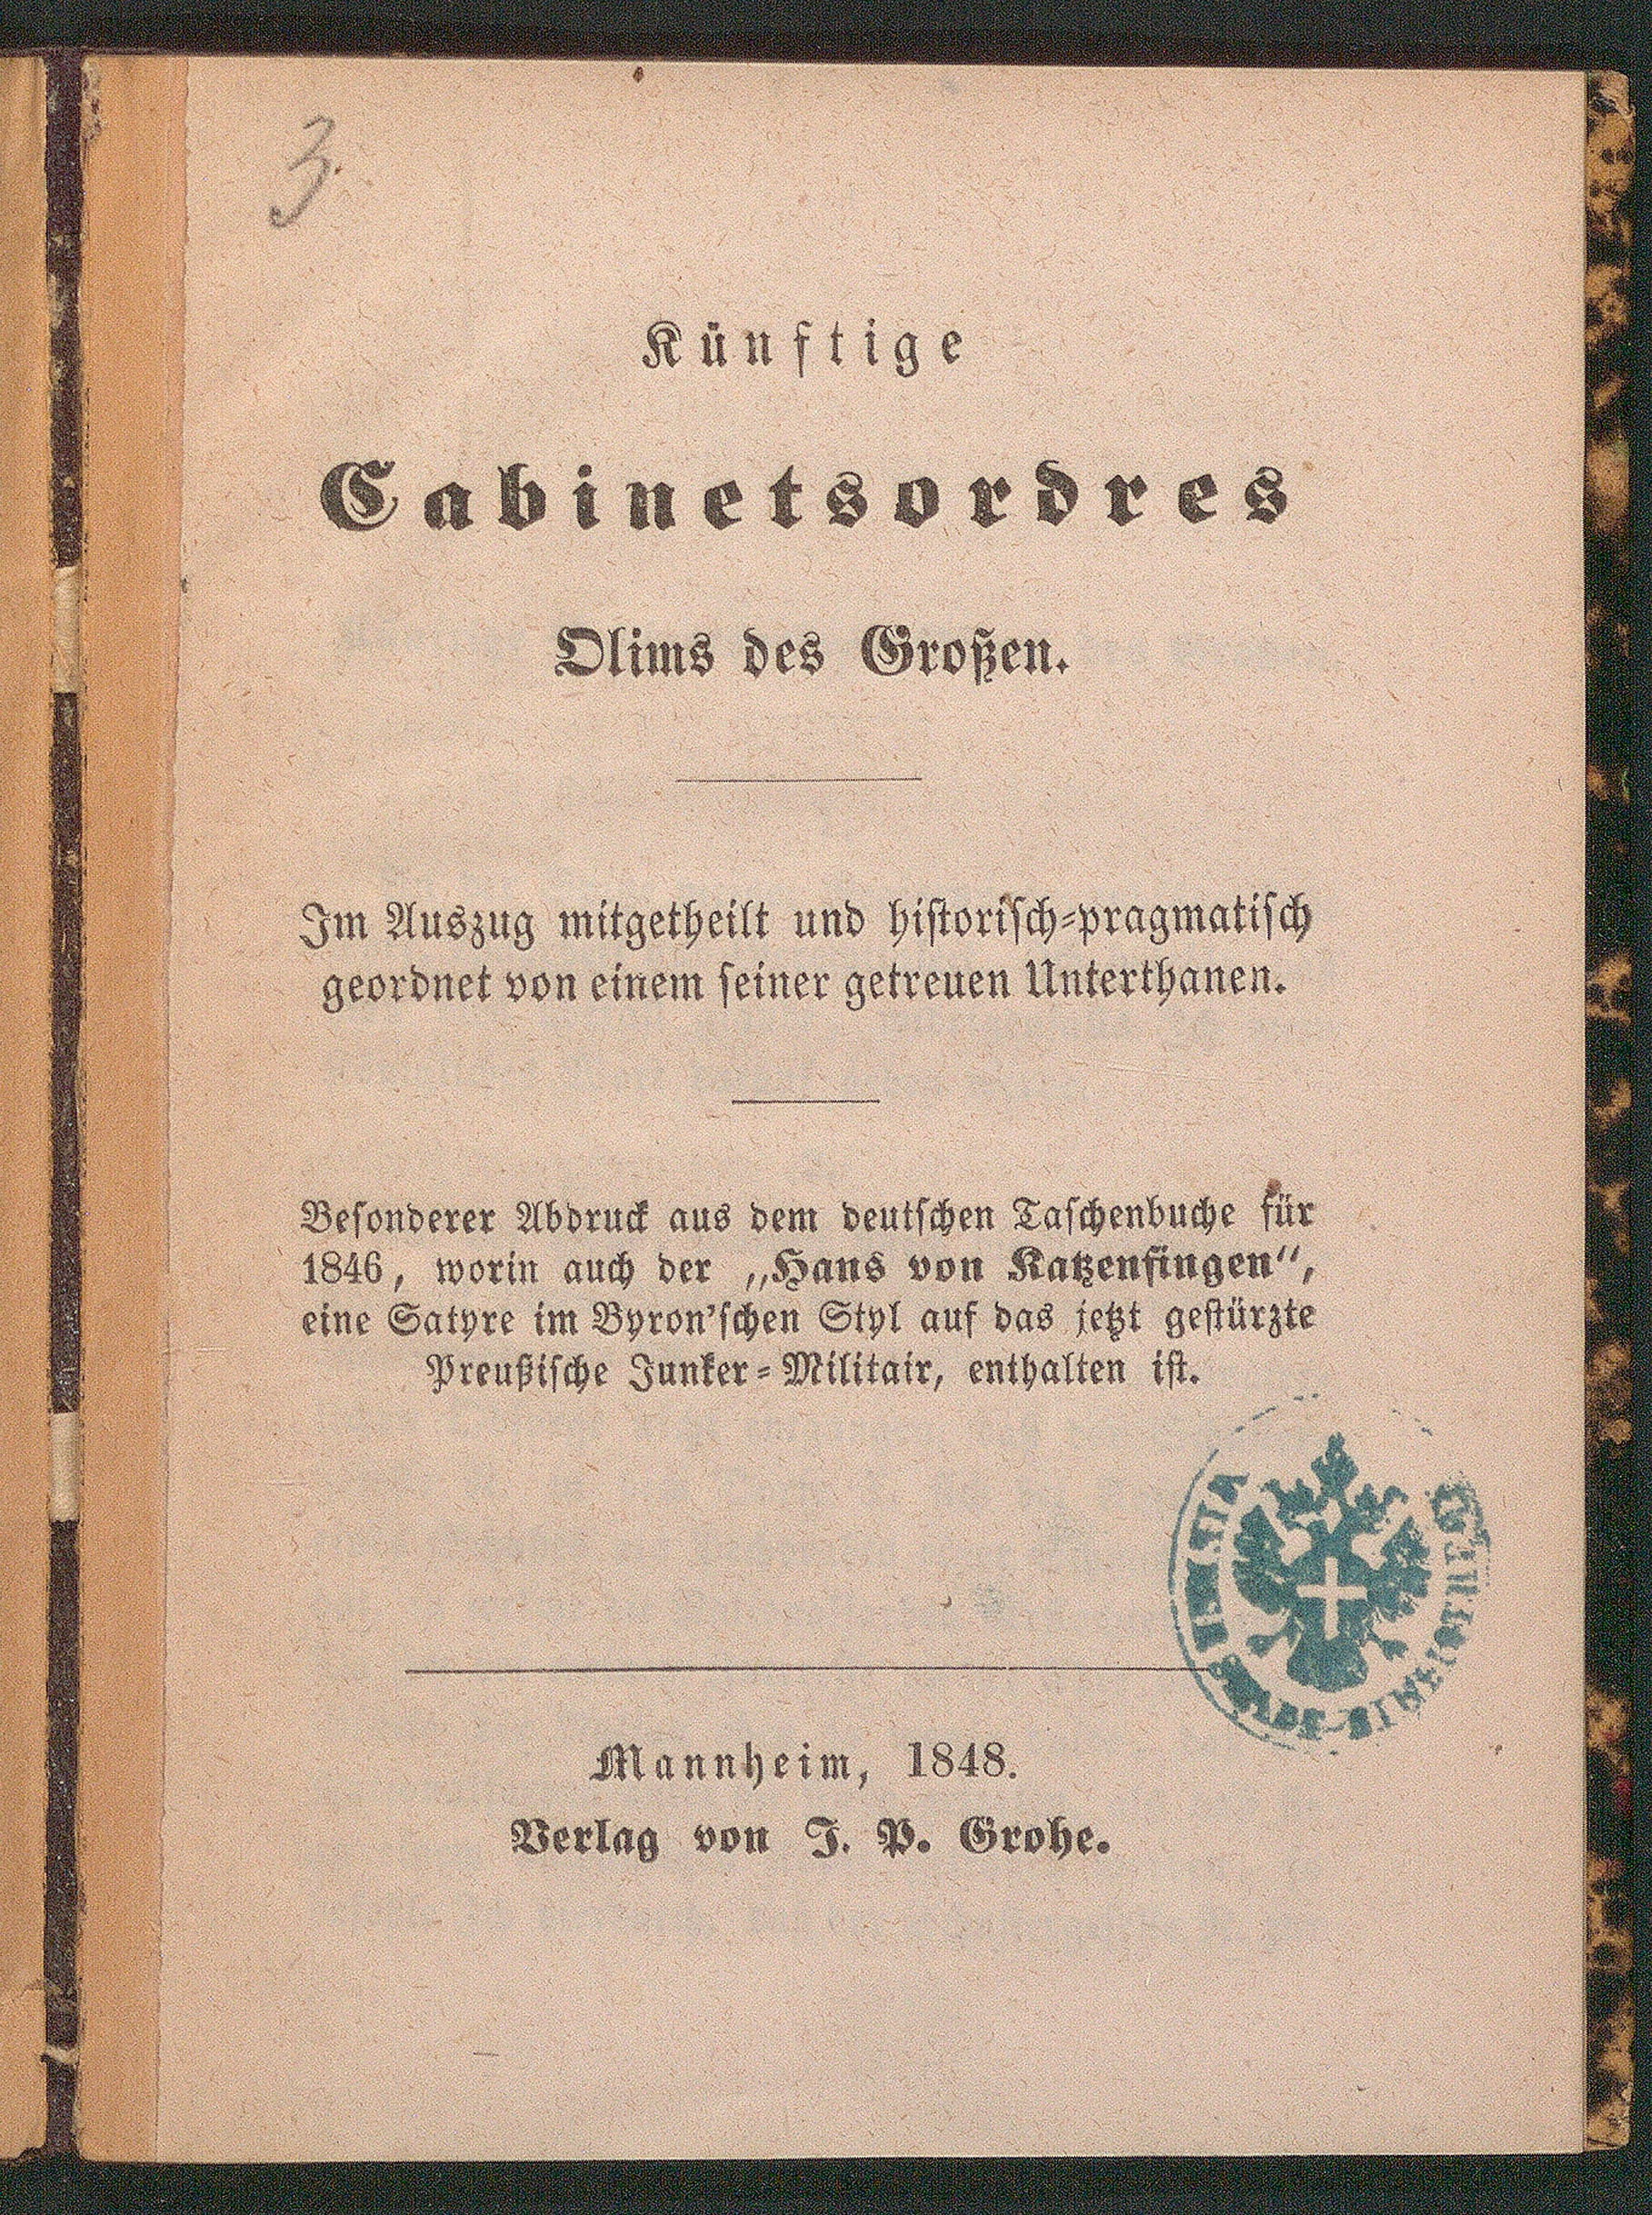 3.
Künftige
Cabinetsordres
Olims des Großen.
Im Auszug mitgetheilt und historisch-pragmatisch
geordnet von einem seiner getreuen Unterthanen.
Besonderer Abdruck aus dem deutschen Taschenbuche für
1846, worin auch der „Hans von Katzenfingen“,
eine Satyre im Byron'schen Styl auf das jetzt gestürzte
Preußische Junker-Militair, enthalten ist.
Mannheim, 1848.
Verlag von J. P. Grohe.